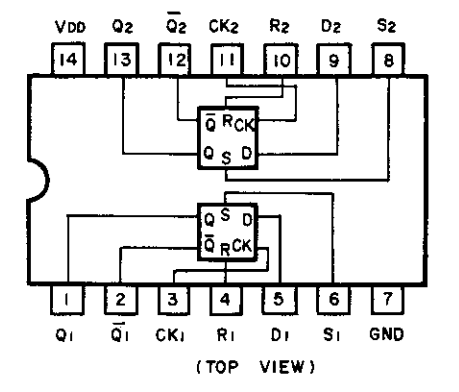 VDD Q2 Q̅2 CK2 R2 D2 S2
14 13 12 11 10 9 8
Q̅ R CK
Q S D
Q S D
Q̅ R CK
1 2 3 4 5 6 7
Q1 Q̅1 CK1 R1 D1 S1 GND
(TOP VIEW)